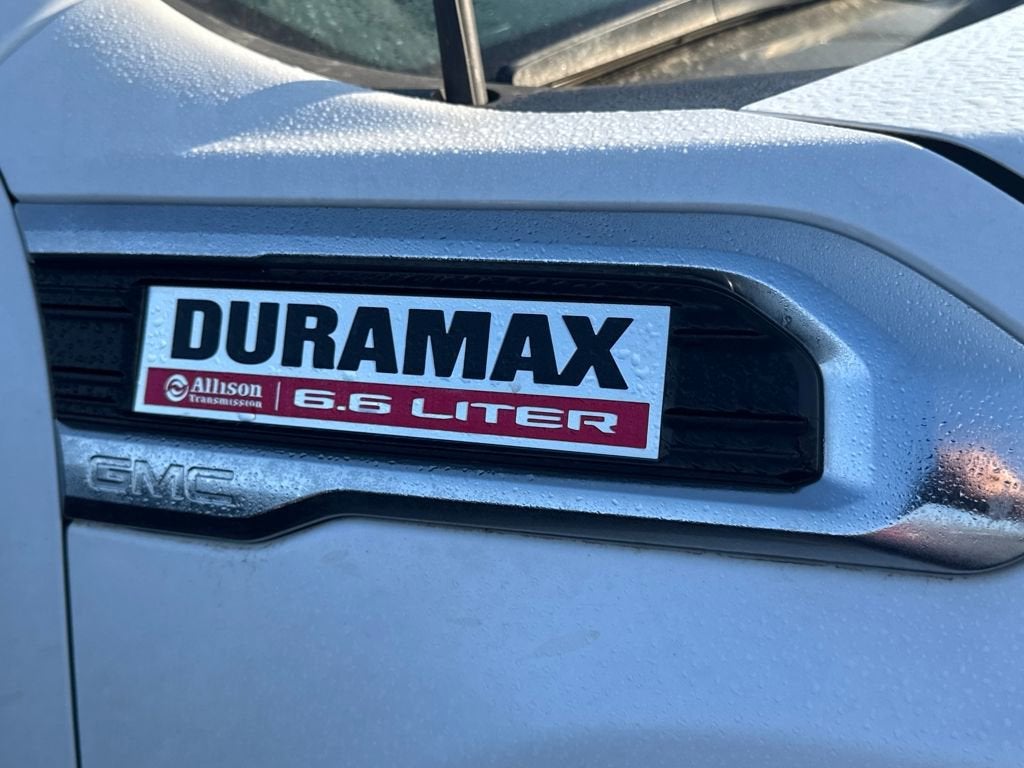 DURAMAX
Allison
Transmission
6.6 LITER
GMC